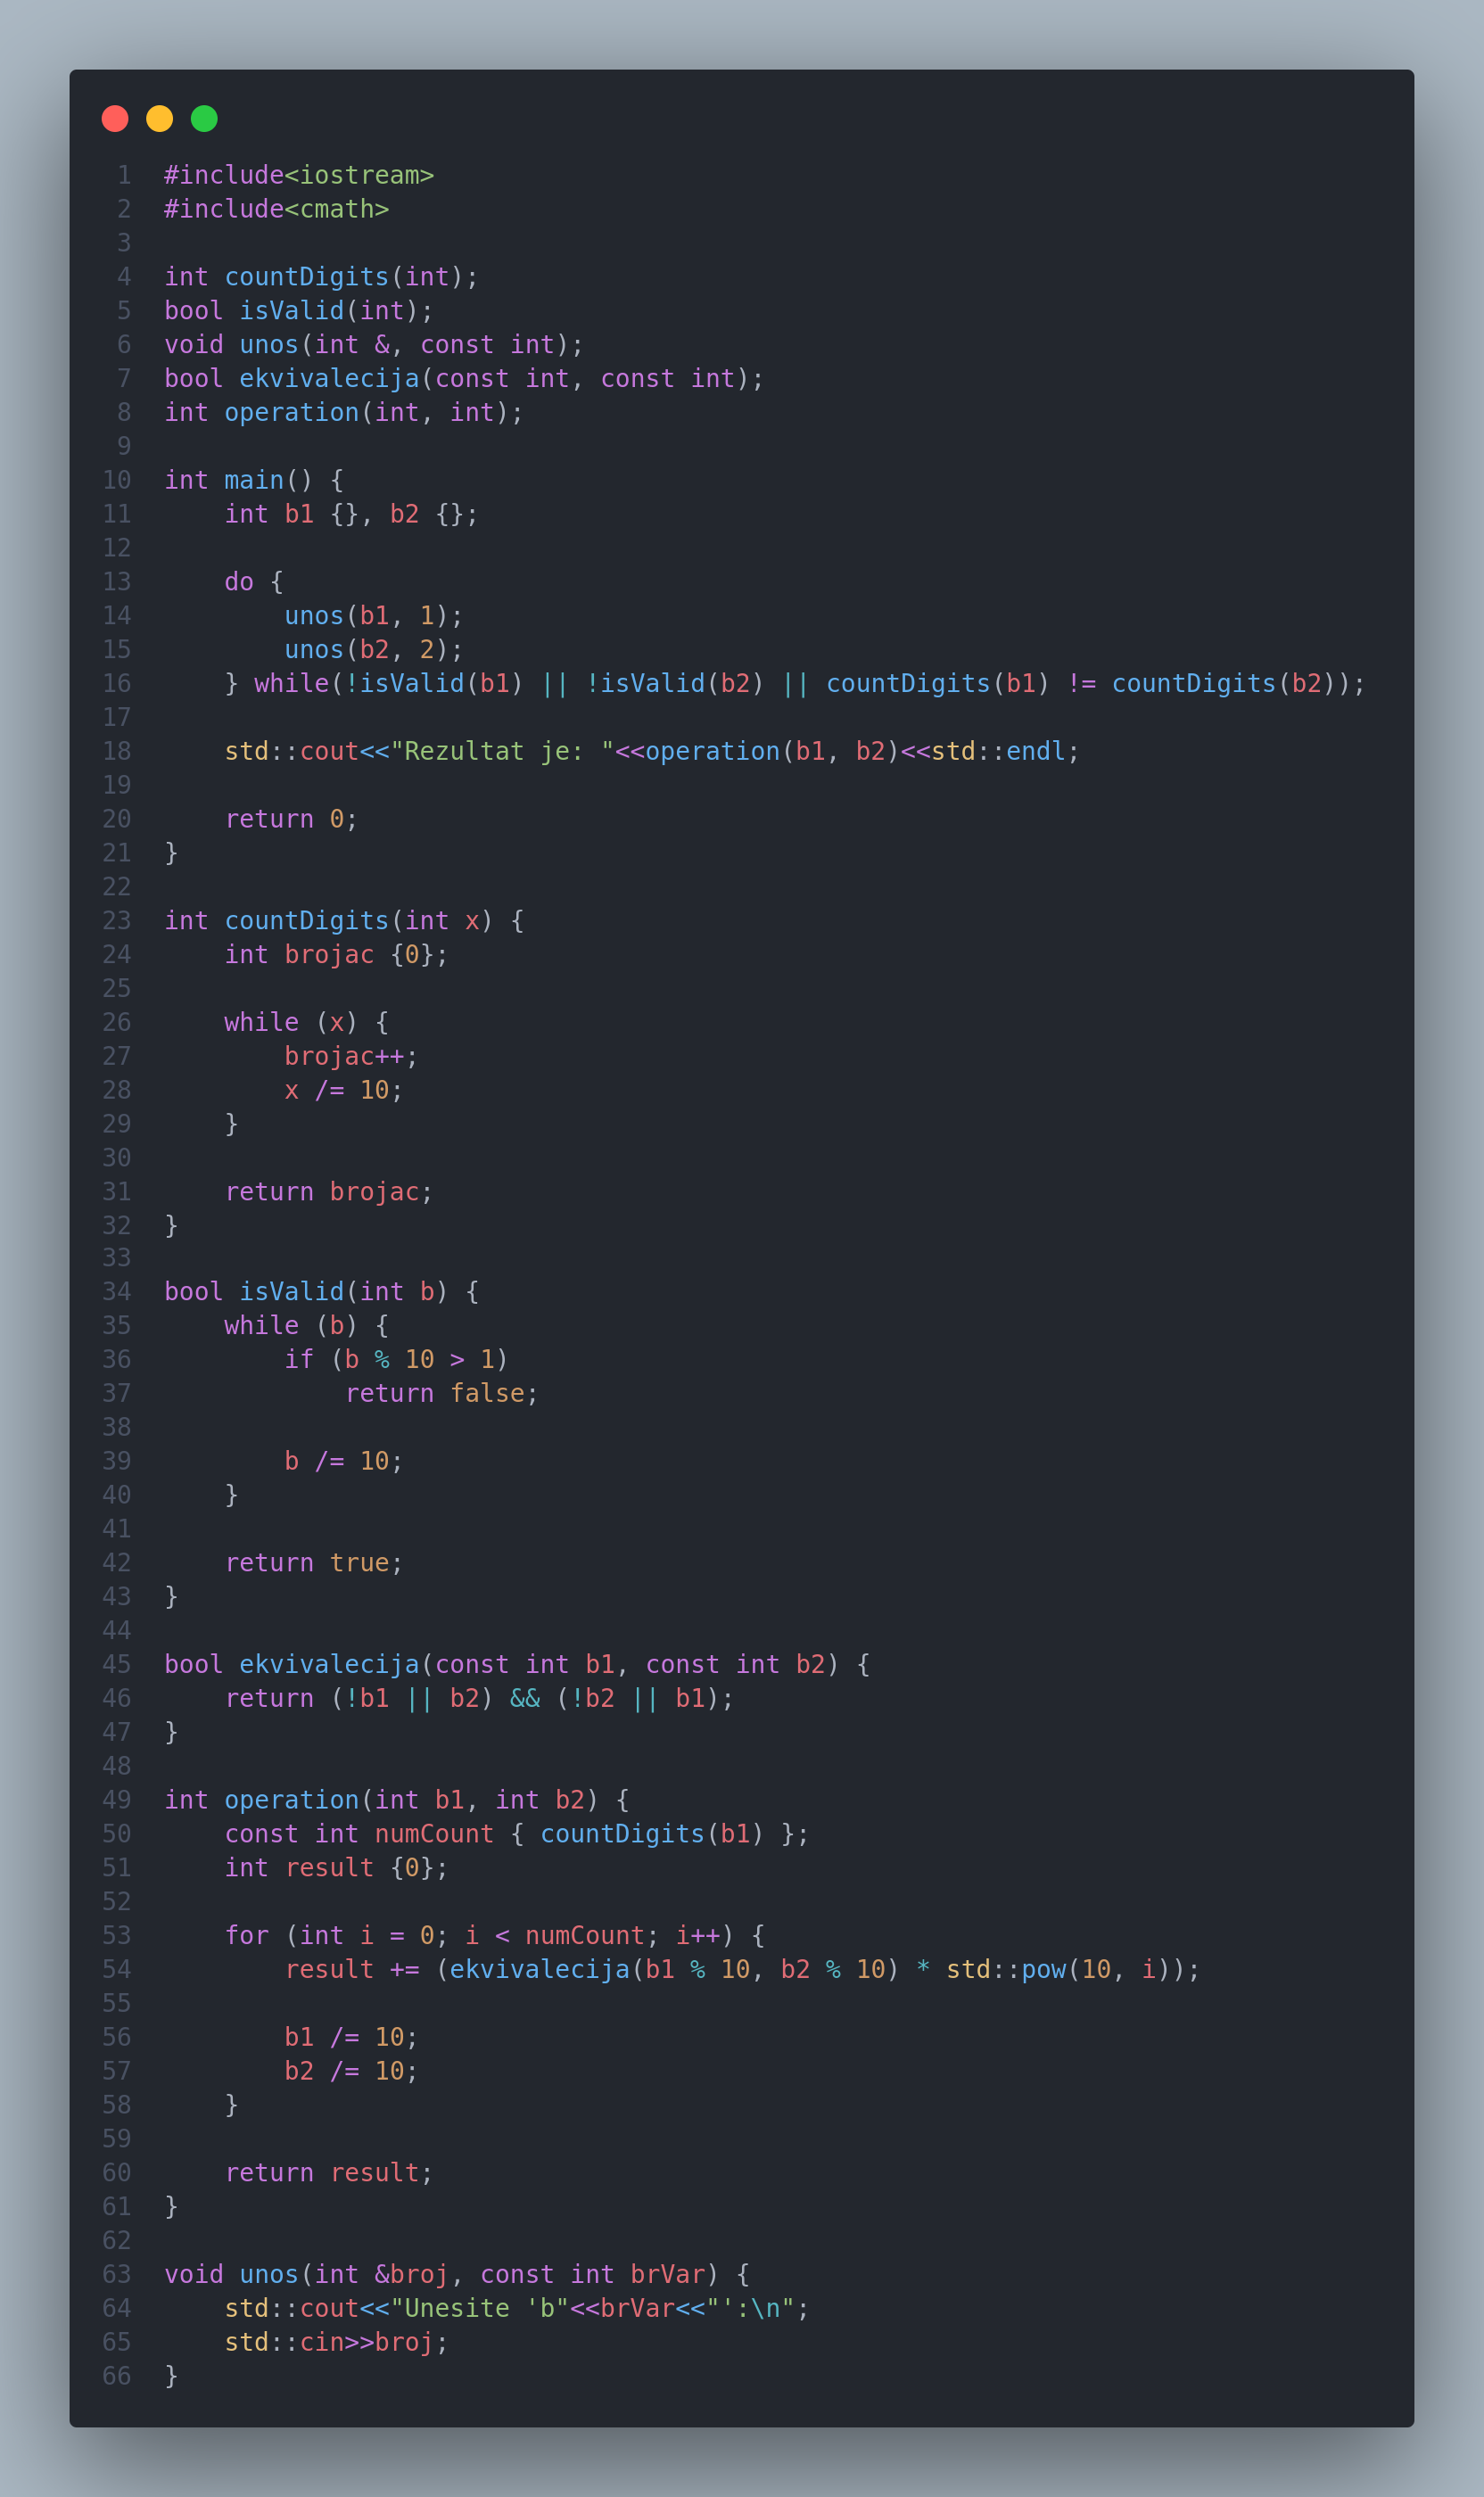 1 #include<iostream>
2 #include<cmath>
3
4 int countDigits(int);
5 bool isValid(int);
6 void unos(int &, const int);
7 bool ekvivalecija(const int, const int);
8 int operation(int, int);
9
10 int main() {
11     int b1 {}, b2 {};
12
13     do {
14         unos(b1, 1);
15         unos(b2, 2);
16     } while(!isValid(b1) || !isValid(b2) || countDigits(b1) != countDigits(b2));
17
18     std::cout<<"Rezultat je: "<<operation(b1, b2)<<std::endl;
19
20     return 0;
21 }
22
23 int countDigits(int x) {
24     int brojac {0};
25
26     while (x) {
27         brojac++;
28         x /= 10;
29     }
30
31     return brojac;
32 }
33
34 bool isValid(int b) {
35     while (b) {
36         if (b % 10 > 1)
37             return false;
38
39         b /= 10;
40     }
41
42     return true;
43 }
44
45 bool ekvivalecija(const int b1, const int b2) {
46     return (!b1 || b2) && (!b2 || b1);
47 }
48
49 int operation(int b1, int b2) {
50     const int numCount { countDigits(b1) };
51     int result {0};
52
53     for (int i = 0; i < numCount; i++) {
54         result += (ekvivalecija(b1 % 10, b2 % 10) * std::pow(10, i));
55
56         b1 /= 10;
57         b2 /= 10;
58     }
59
60     return result;
61 }
62
63 void unos(int &broj, const int brVar) {
64     std::cout<<"Unesite 'b"<<brVar<<"':\n";
65     std::cin>>broj;
66 }